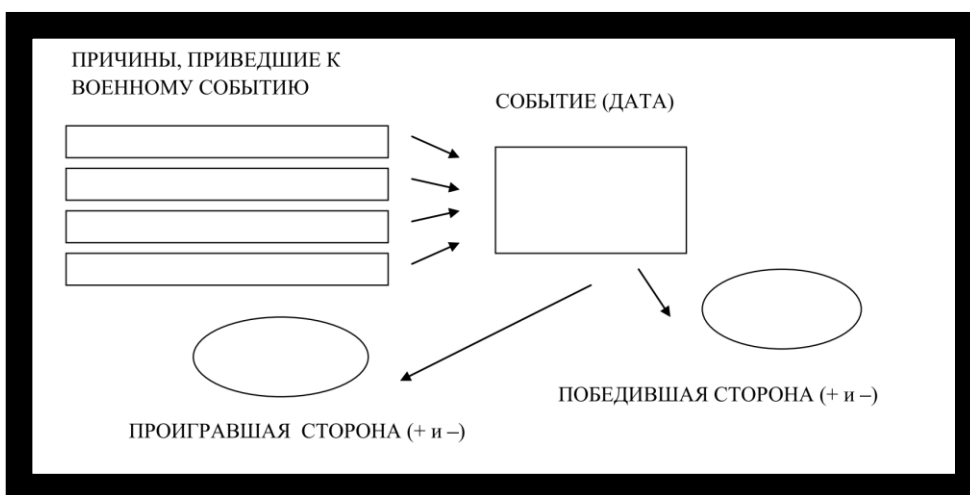 ПРИЧИНЫ, ПРИВЕДШИЕ К
ВОЕННОМУ СОБЫТИЮ
СОБЫТИЕ (ДАТА)
ПОБЕДИВШАЯ СТОРОНА (+ и –)
ПРОИГРАВШАЯ СТОРОНА (+ и –)